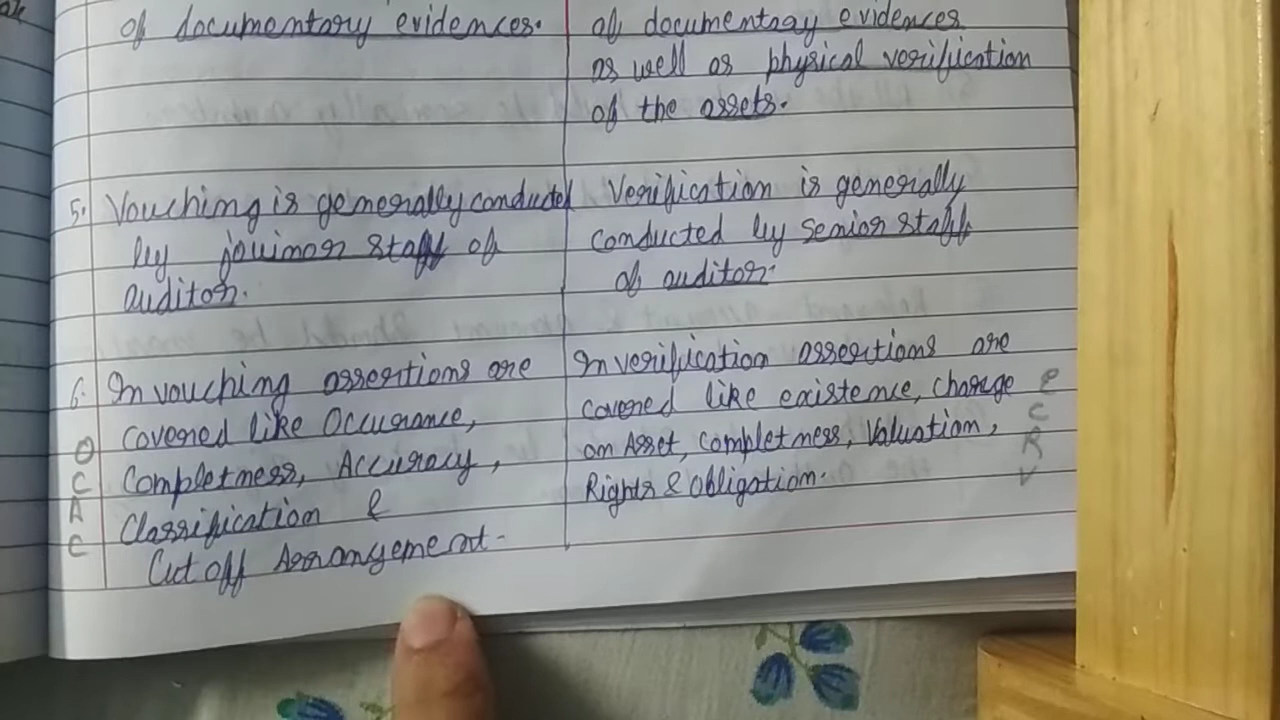 of documentary evidences.
of documentary evidences
as well as physical verification
of the assets.
5. Vouching is generally conducted
by jouinor staff of
auditor.
Verification is generally
conducted by senior staff
of auditor.
6. In vouching assertions are
covered like Occurance,
Completness, Accuracy,
Classification &
Cut off Arrangement.
O
C
A
C
In verification assertions are
covered like existence, charge
on Asset, completness, Valuation,
Rights & Obligation.
C
R
V